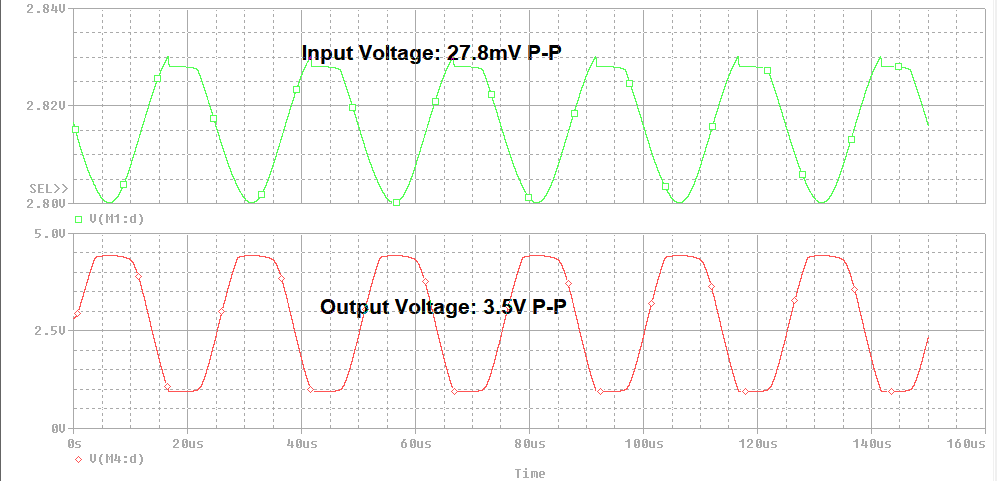 2.84V
Input Voltage: 27.8mV P-P
2.82V
SEL>>
2.80V
V(M1:d)
5.0V
Output Voltage: 3.5V P-P
2.5V
0V
0s 20us 40us 60us 80us 100us 120us 140us 160us
V(M4:d)
Time